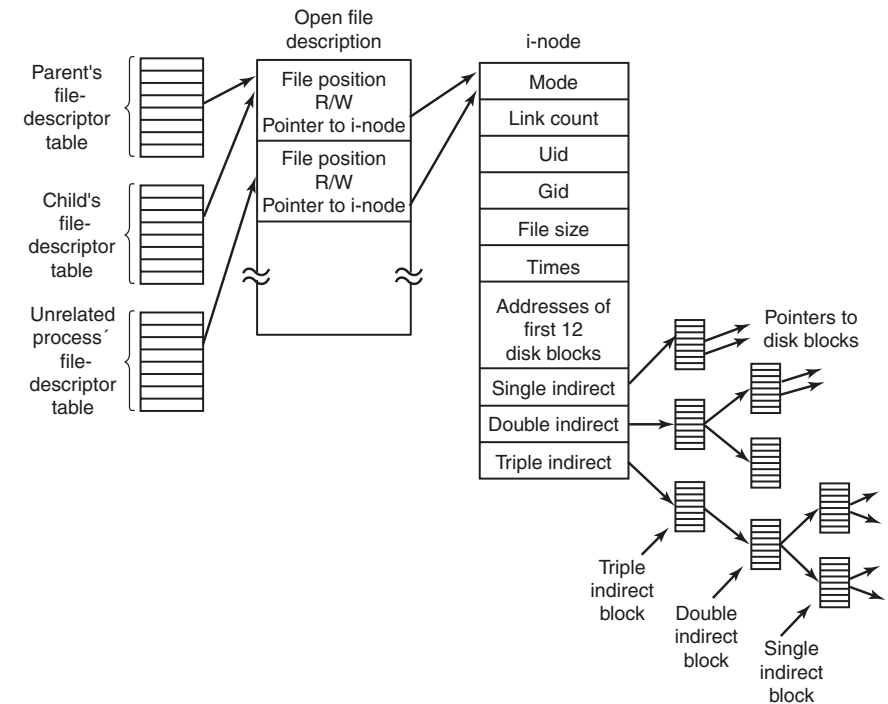 Open file
description
i-node
Parent's
file-
descriptor
table
Child's
file-
descriptor
table
Unrelated
process´
file-
descriptor
table
File position
R/W
Pointer to i-node
File position
R/W
Pointer to i-node
Mode
Link count
Uid
Gid
File size
Times
Addresses of
first 12
disk blocks
Single indirect
Double indirect
Triple indirect
Pointers to
disk blocks
Triple
indirect
block
Double
indirect
block
Single
indirect
block